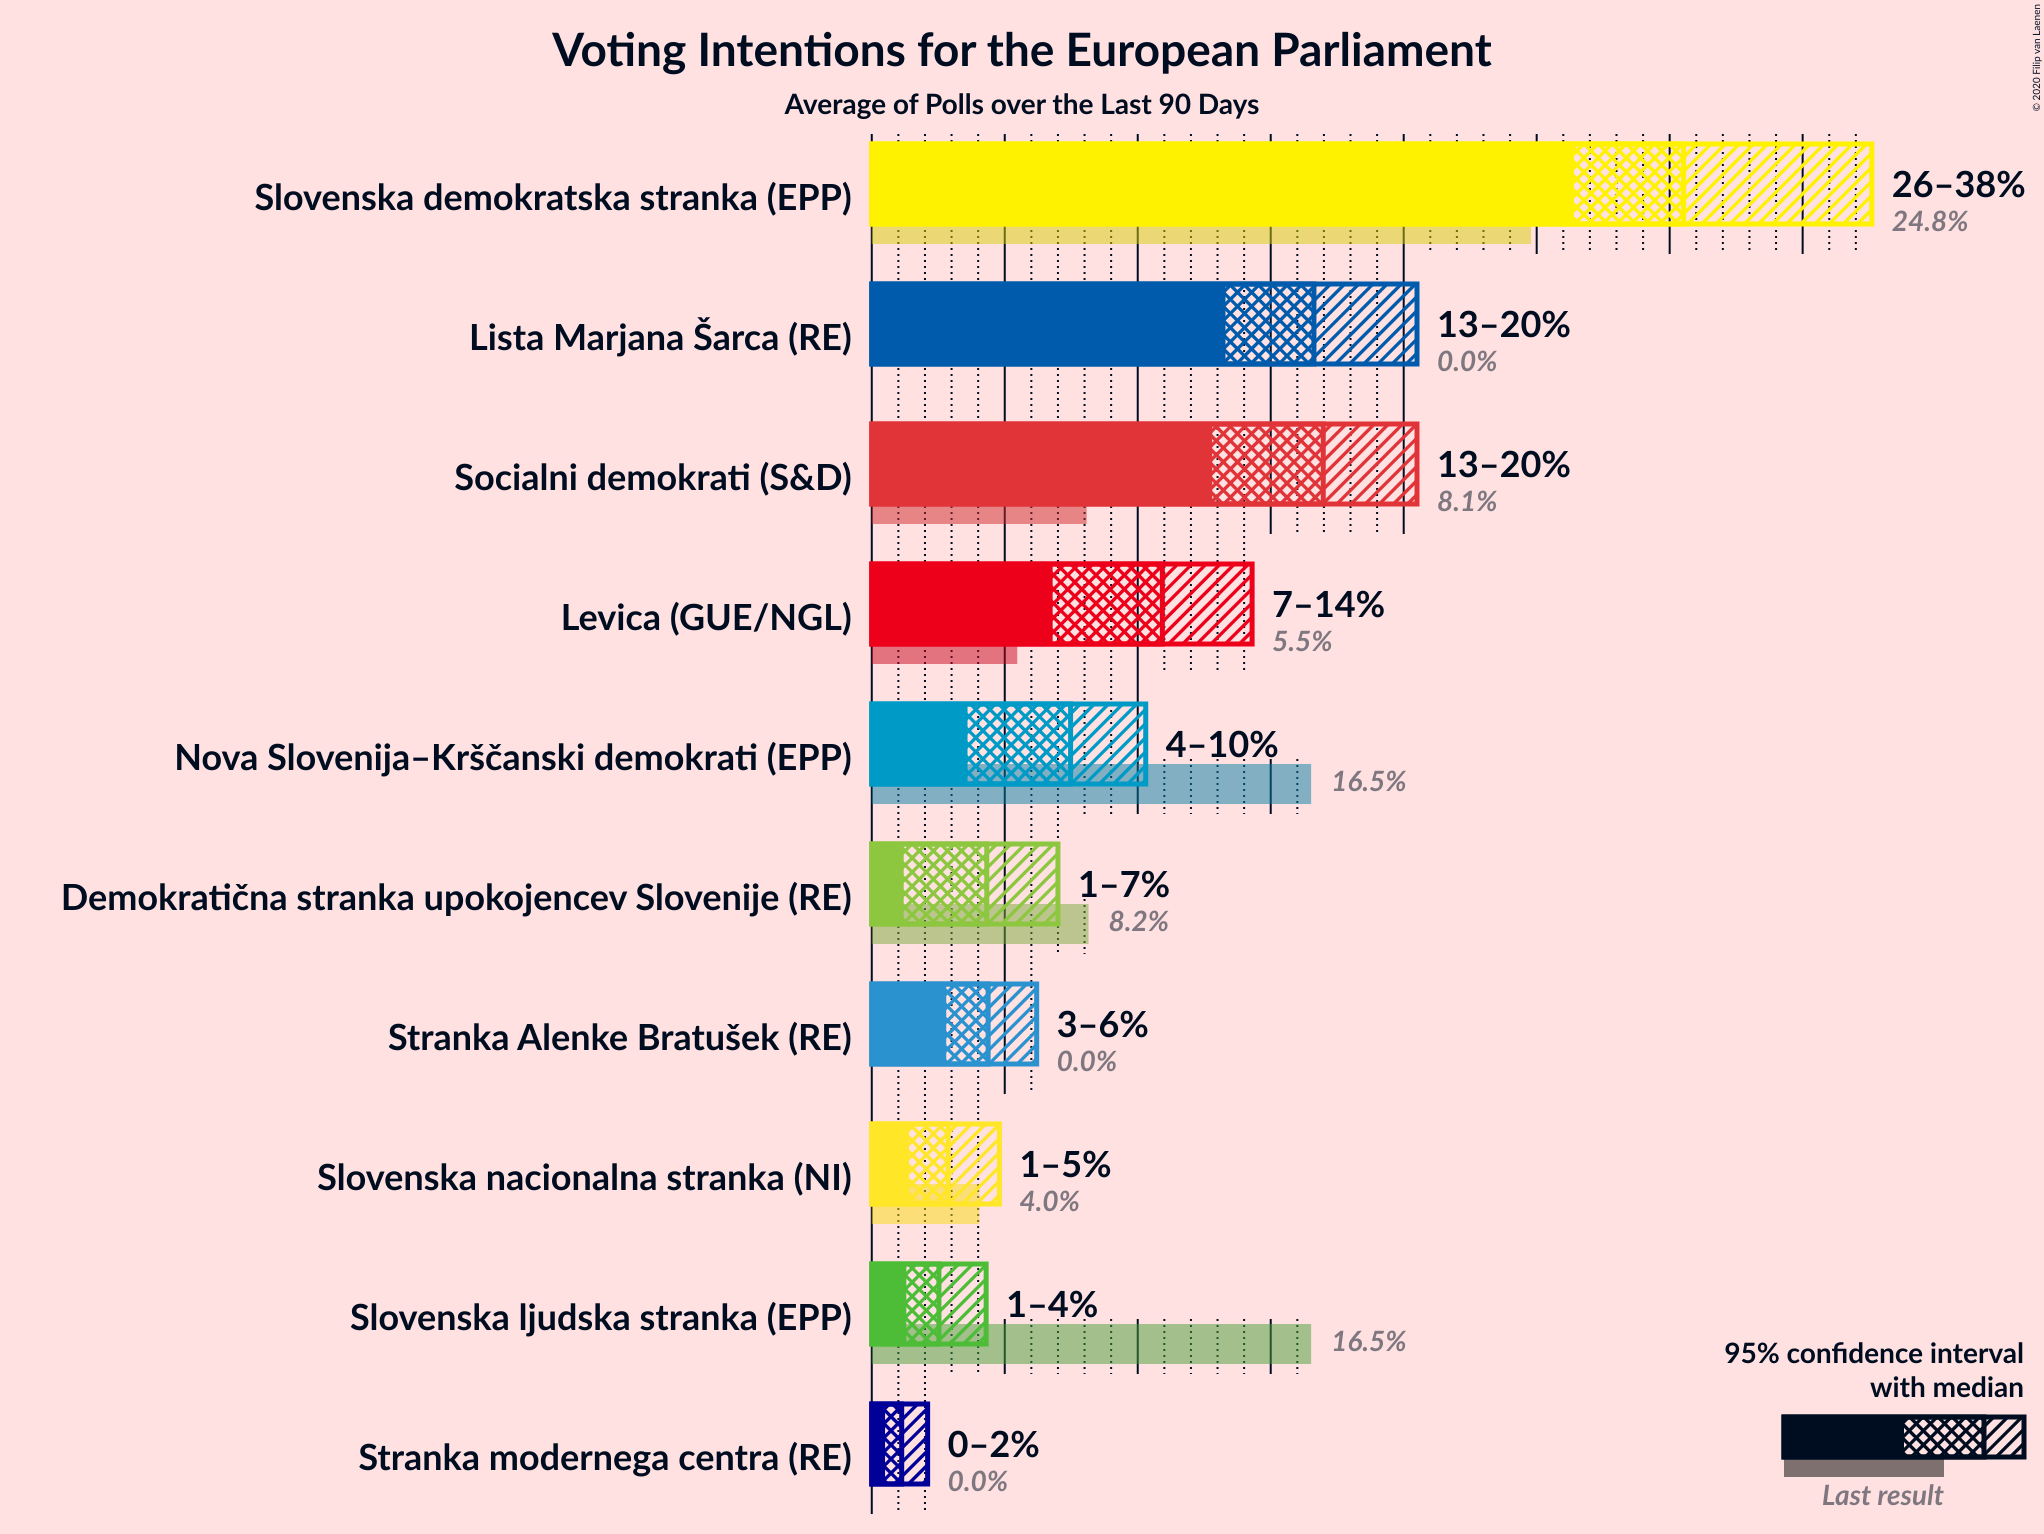 © 2020 Filip van Laenen
Voting Intentions for the European Parliament
Average of Polls over the Last 90 Days
Slovenska demokratska stranka (EPP)
26–38%
24.8%
Lista Marjana Šarca (RE)
13–20%
0.0%
Socialni demokrati (S&D)
13–20%
8.1%
Levica (GUE/NGL)
7–14%
5.5%
Nova Slovenija–Krščanski demokrati (EPP)
4–10%
16.5%
Demokratična stranka upokojencev Slovenije (RE)
1–7%
8.2%
Stranka Alenke Bratušek (RE)
3–6%
0.0%
Slovenska nacionalna stranka (NI)
1–5%
4.0%
Slovenska ljudska stranka (EPP)
1–4%
16.5%
Stranka modernega centra (RE)
0–2%
0.0%
95% confidence interval
with median
Last result